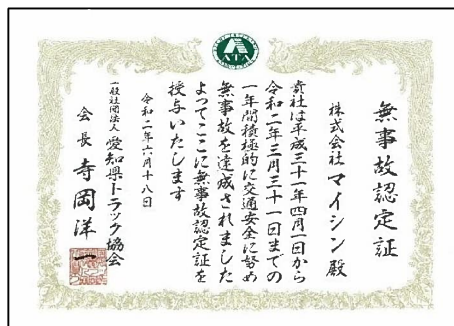 無事故認定証
株式会社マイシン殿
貴社は平成三十一年四月一日から
令和二年三月三十一日までの
一年間積極的に交通安全に努め
無事故を達成されました
よってここに無事故認定証を
授与いたします
令和二年六月十八日
一般社団法人 愛知県トラック協会
会長 寺岡洋一
ATA